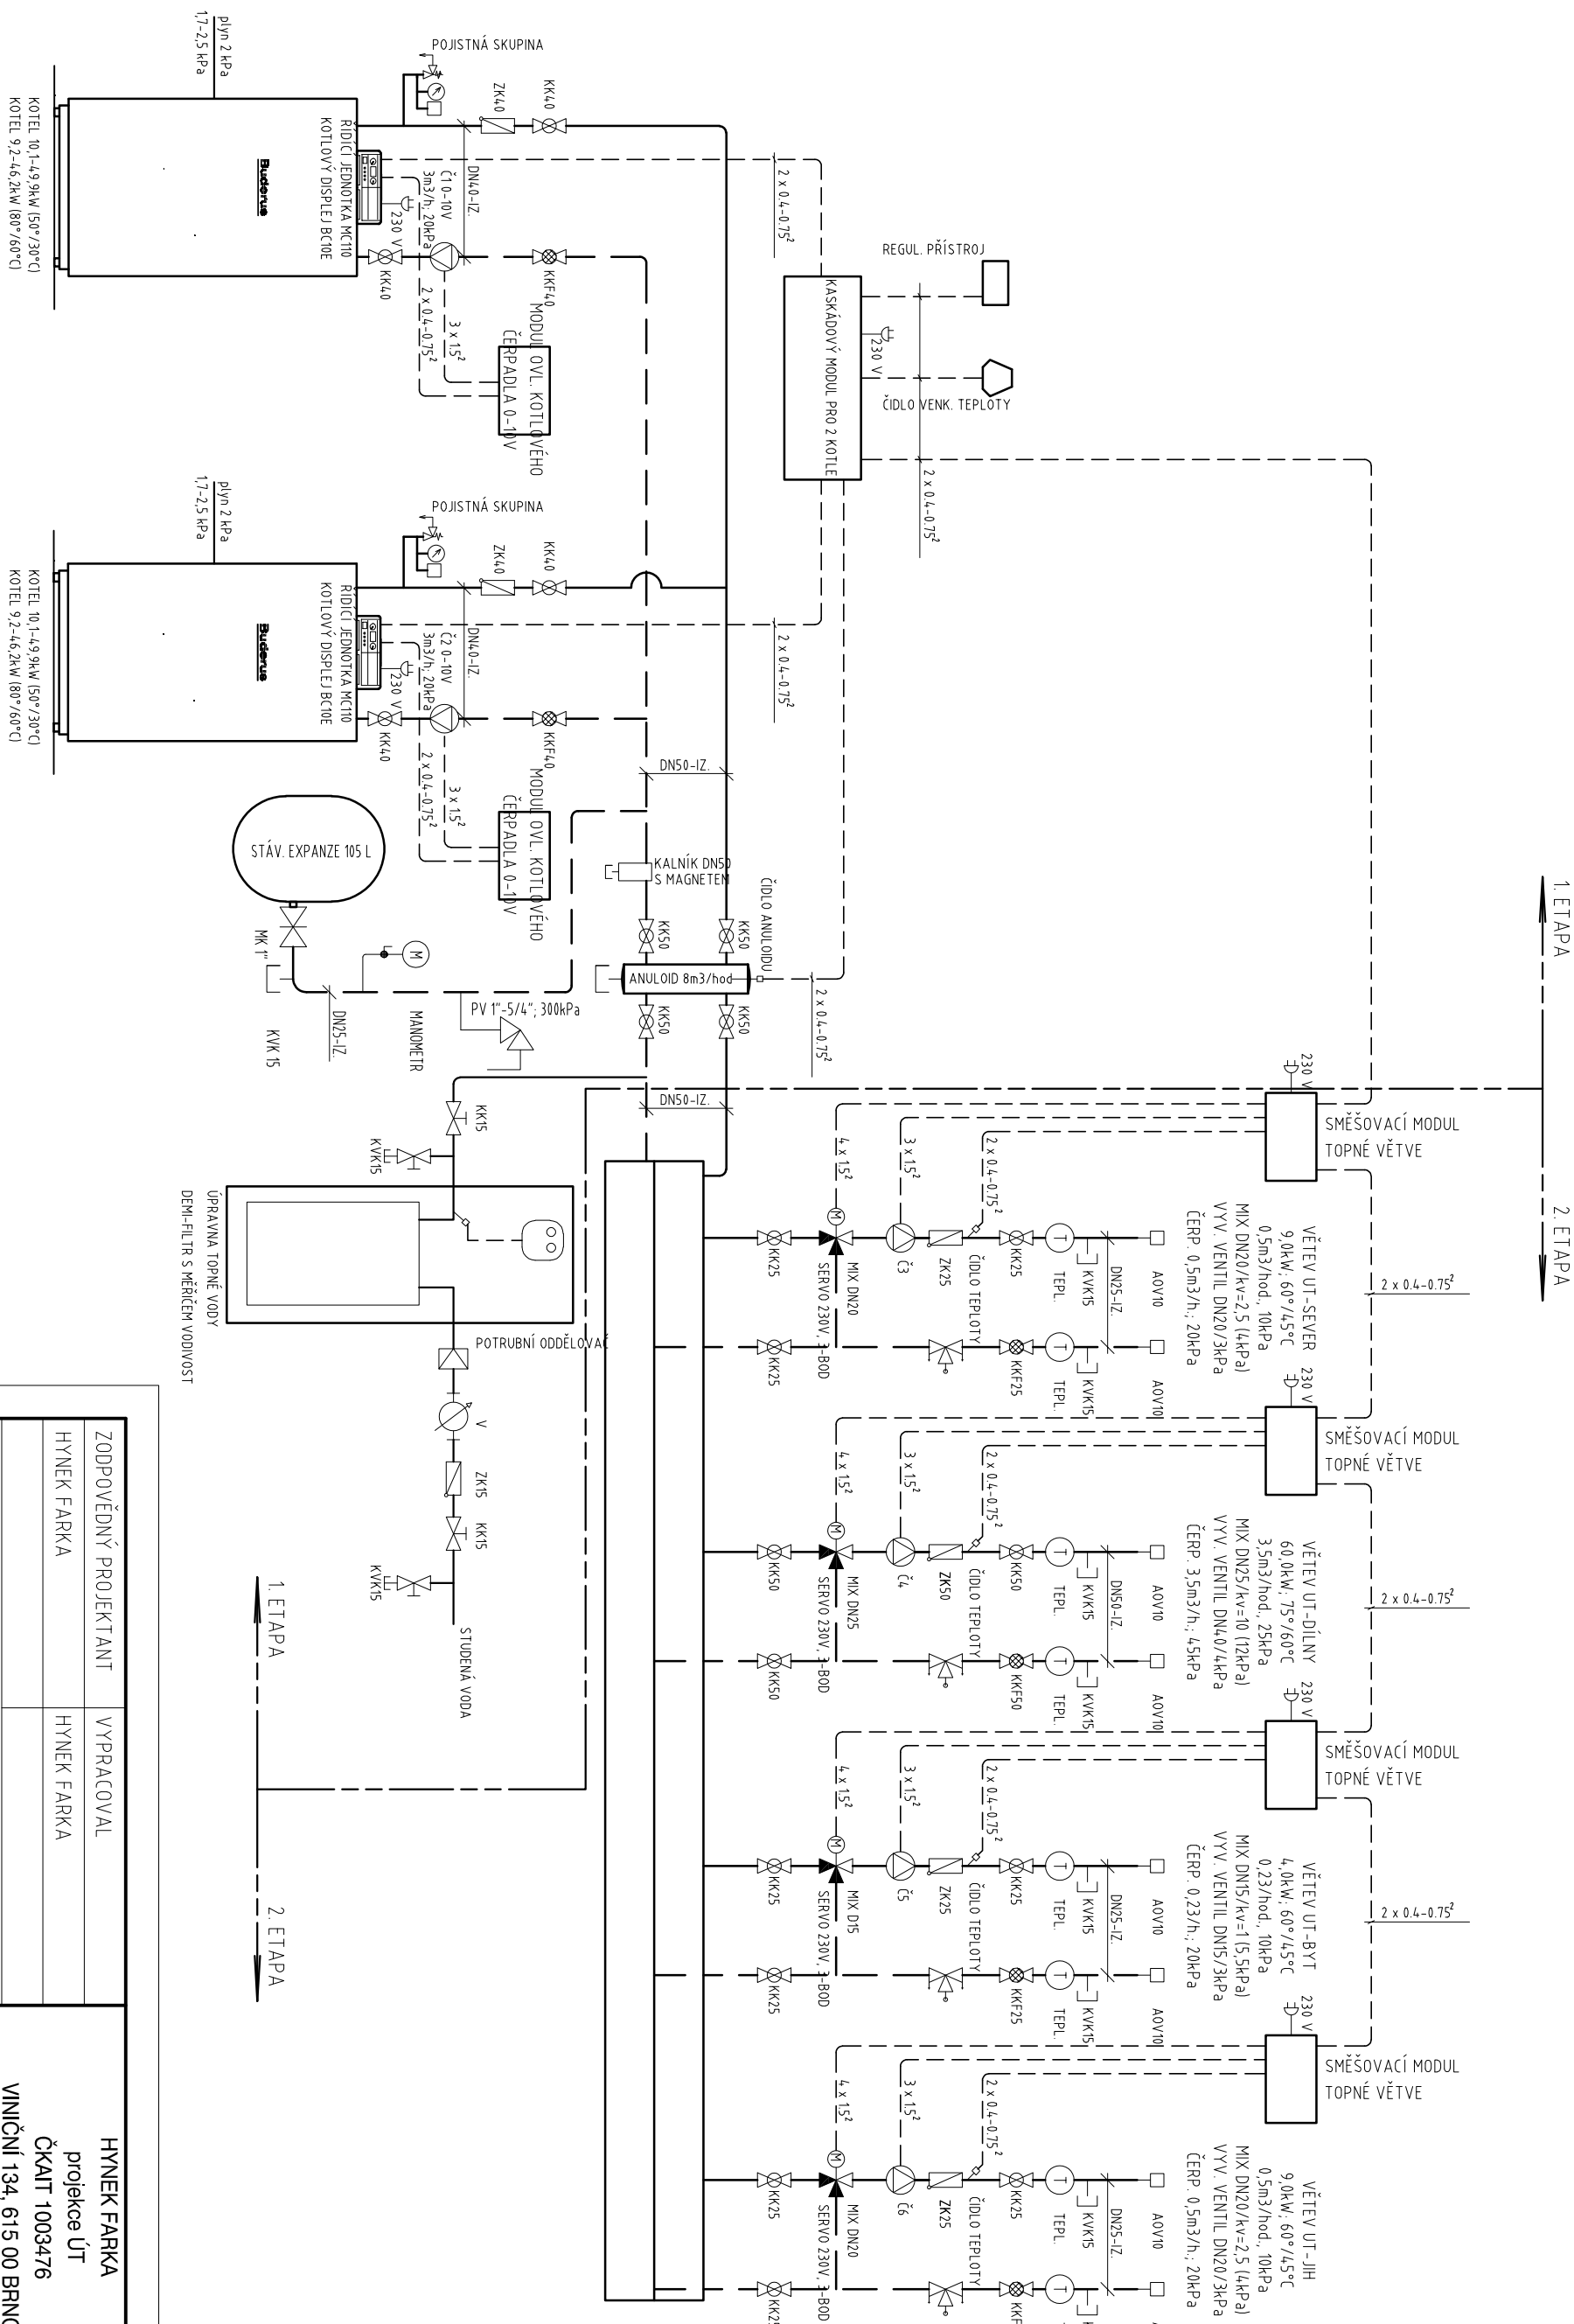 plyn 2 kPa
1,7-2,5 kPa
KOTEL 10,1-49,9kW (50°/30°C)
KOTEL 9,2-46,2kW (80°/60°C)
Buderus
ŘÍDÍCÍ JEDNOTKA MC110
KOTLOVÝ DISPLEJ BC10E
POJISTNÁ SKUPINA
ZK40
KK40
DN40-IZ.
Č1 0-10V
3m3/h; 20kPa
230 V
KK40
KKF40
2 x 0.4-0.75²
3 x 1.5²
MODUL OVL. KOTLOVÉHO
ČERPADLA 0-10V
2 x 0.4-0.75²
REGUL. PŘÍSTROJ
KASKÁDOVÝ MODUL PRO 2 KOTLE
230 V
ČIDLO VENK. TEPLOTY
2 x 0.4-0.75²
plyn 2 kPa
1,7-2,5 kPa
KOTEL 10,1-49,9kW (50°/30°C)
KOTEL 9,2-46,2kW (80°/60°C)
Buderus
ŘÍDÍCÍ JEDNOTKA MC110
KOTLOVÝ DISPLEJ BC10E
POJISTNÁ SKUPINA
ZK40
KK40
DN40-IZ.
Č2 0-10V
3m3/h; 20kPa
230 V
KK40
KKF40
2 x 0.4-0.75²
3 x 1.5²
MODUL OVL. KOTLOVÉHO
ČERPADLA 0-10V
2 x 0.4-0.75²
DN50-IZ.
STÁV. EXPANZE 105 L
MK 1"
KVK 15
DN25-IZ.
M
MANOMETR
PV 1"-5/4"; 300kPa
KALNÍK DN50
S MAGNETEM
KK50
KK50
ČIDLO ANULOIDU
ANULOID 8m3/hod
KK50
KK50
2 x 0.4-0.75²
DN50-IZ.
1. ETAPA
2. ETAPA
KK15
KVK15
ÚPRAVNA TOPNÉ VODY
DEMI-FILTR S MĚŘIČEM VODIVOST
POTRUBNÍ ODDĚLOVAČ
V
ZK15
KK15
KVK15
STUDENÁ VODA
1. ETAPA
2. ETAPA
230 V
SMĚŠOVACÍ MODUL
TOPNÉ VĚTVE
2 x 0.4-0.75²
VĚTEV UT-SEVER
9,0kW; 60°/45°C
0,5m3/hod., 10kPa
MIX DN20/kv=2,5 (4kPa)
VYV. VENTIL DN20/3kPa
ČERP. 0,5m3/h.; 20kPa
4 x 1.5²
3 x 1.5²
2 x 0.4-0.75²
KK25
M
MIX DN20
SERVO 230V, 3-BOD
Č3
ZK25
ČIDLO TEPLOTY
KK25
T
TEPL.
KVK15
DN25-IZ.
AOV10
KK25
KKF25
T
TEPL.
KVK15
AOV10
230 V
SMĚŠOVACÍ MODUL
TOPNÉ VĚTVE
2 x 0.4-0.75²
VĚTEV UT-DÍLNY
60,0kW; 75°/60°C
3,5m3/hod., 25kPa
MIX DN25/kv=10 (12kPa)
VYV. VENTIL DN40/4kPa
ČERP. 3,5m3/h.; 45kPa
4 x 1.5²
3 x 1.5²
2 x 0.4-0.75²
KK50
M
MIX DN25
SERVO 230V, 3-BOD
Č4
ZK50
ČIDLO TEPLOTY
KK50
T
TEPL.
KVK15
DN50-IZ.
AOV10
KK50
KKF50
T
TEPL.
KVK15
AOV10
230 V
SMĚŠOVACÍ MODUL
TOPNÉ VĚTVE
2 x 0.4-0.75²
VĚTEV UT-BYT
4,0kW; 60°/45°C
0,23/hod., 10kPa
MIX DN15/kv=1 (5,5kPa)
VYV. VENTIL DN15/3kPa
ČERP. 0,23/h.; 20kPa
4 x 1.5²
3 x 1.5²
2 x 0.4-0.75²
KK25
M
MIX D15
SERVO 230V, 3-BOD
Č5
ZK25
ČIDLO TEPLOTY
KK25
T
TEPL.
KVK15
DN25-IZ.
AOV10
KK25
KKF25
T
TEPL.
KVK15
AOV10
230 V
SMĚŠOVACÍ MODUL
TOPNÉ VĚTVE
VĚTEV UT-JIH
9,0kW; 60°/45°C
0,5m3/hod., 10kPa
MIX DN20/kv=2,5 (4kPa)
VYV. VENTIL DN20/3kPa
ČERP. 0,5m3/h.; 20kPa
4 x 1.5²
3 x 1.5²
2 x 0.4-0.75²
KK25
M
MIX DN20
SERVO 230V, 3-BOD
Č6
ZK25
ČIDLO TEPLOTY
KK25
T
TEPL.
KVK15
DN25-IZ.
AOV10
KK25
T
ZODPOVĚDNÝ PROJEKTANT
VYPRACOVAL
HYNEK FARKA
HYNEK FARKA
HYNEK FARKA
projekce ÚT
ČKAIT 1003476
VINIČNÍ 134, 615 00 BRNO